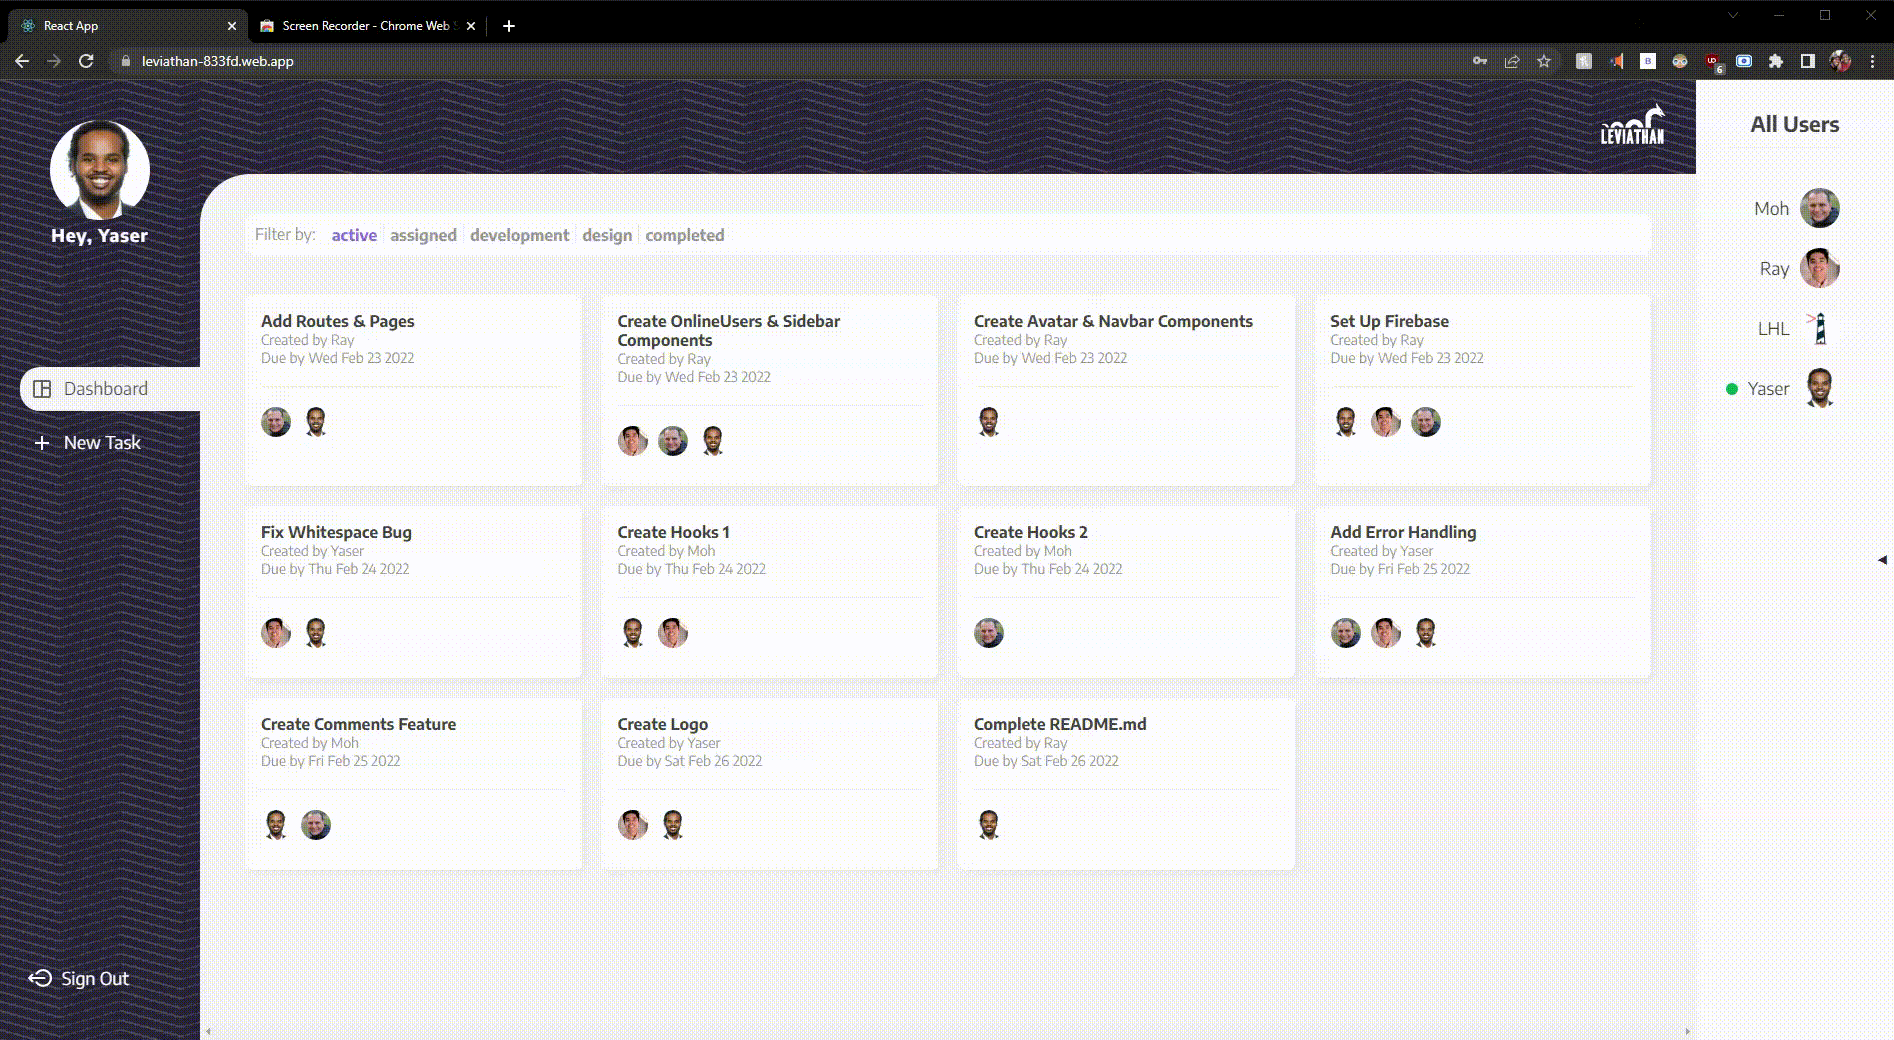 React App
Screen Recorder - Chrome Web S
leviathan-833fd.web.app
6
Hey, Yaser
Dashboard
New Task
Sign Out
LEVIATHAN
Filter by: active assigned development design completed
Add Routes & Pages
Created by Ray
Due by Wed Feb 23 2022
Create OnlineUsers & Sidebar
Components
Created by Ray
Due by Wed Feb 23 2022
Create Avatar & Navbar Components
Created by Ray
Due by Wed Feb 23 2022
Set Up Firebase
Created by Ray
Due by Wed Feb 23 2022
Fix Whitespace Bug
Created by Yaser
Due by Thu Feb 24 2022
Create Hooks 1
Created by Moh
Due by Thu Feb 24 2022
Create Hooks 2
Created by Moh
Due by Thu Feb 24 2022
Add Error Handling
Created by Yaser
Due by Fri Feb 25 2022
Create Comments Feature
Created by Moh
Due by Fri Feb 25 2022
Create Logo
Created by Yaser
Due by Sat Feb 26 2022
Complete README.md
Created by Ray
Due by Sat Feb 26 2022
All Users
Moh
Ray
LHL
Yaser